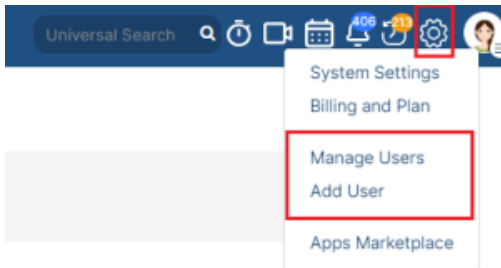 Universal Search
406
213
System Settings
Billing and Plan
Manage Users
Add User
Apps Marketplace